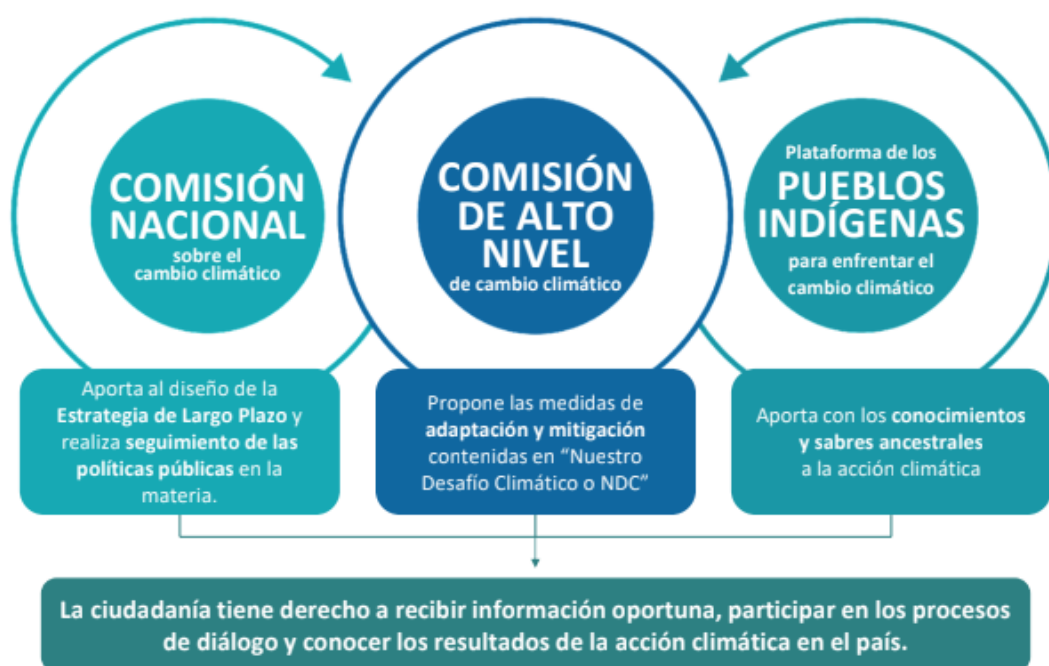 COMISIÓN
NACIONAL
sobre el
cambio climático
COMISIÓN
DE ALTO
NIVEL
de cambio climático
Plataforma de los
PUEBLOS
INDÍGENAS
para enfrentar el
cambio climático
Aporta al diseño de la
Estrategia de Largo Plazo y
realiza seguimiento de las
políticas públicas en la
materia.
Propone las medidas de
adaptación y mitigación
contenidas en “Nuestro
Desafío Climático o NDC”
Aporta con los conocimientos
y sabres ancestrales
a la acción climática
La ciudadanía tiene derecho a recibir información oportuna, participar en los procesos
de diálogo y conocer los resultados de la acción climática en el país.